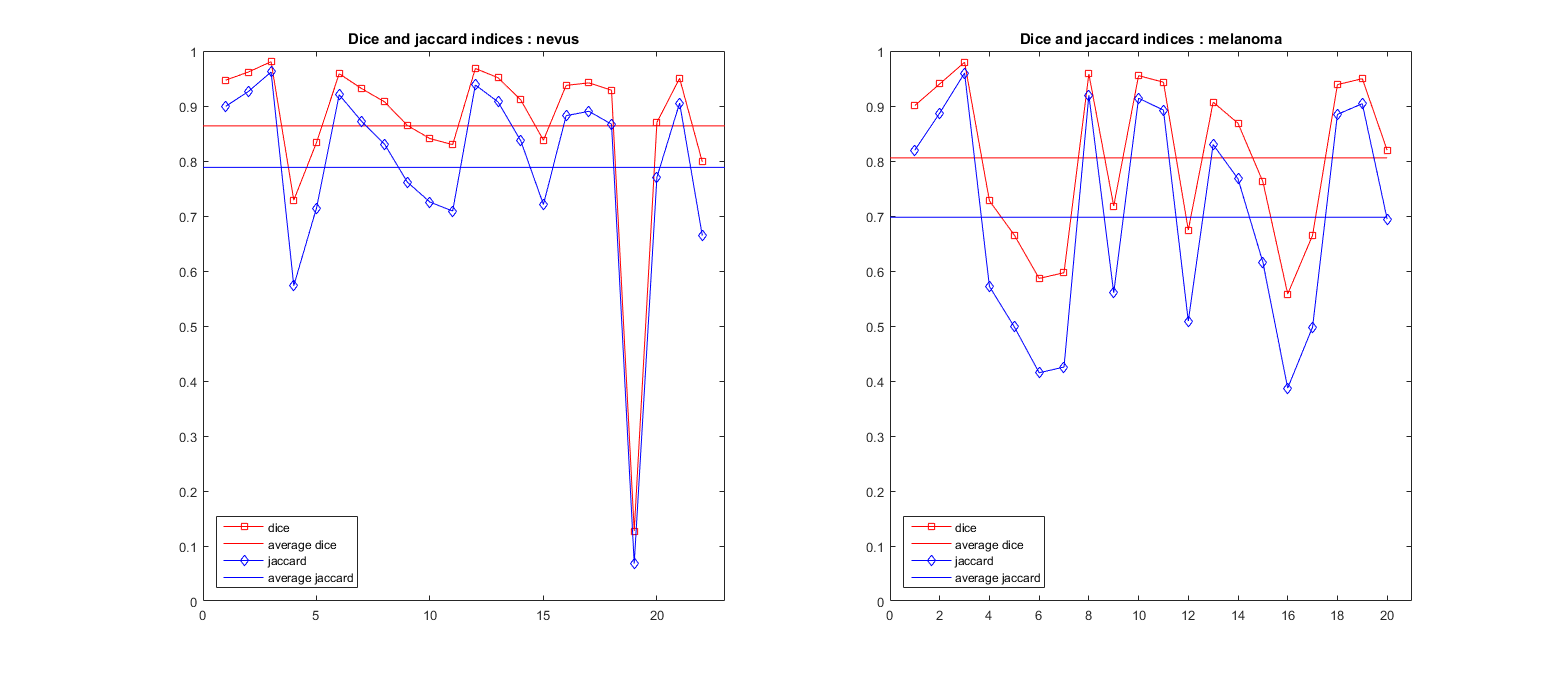 Dice and jaccard indices : nevus
1
0.9
0.8
0.7
0.6
0.5
0.4
0.3
0.2
0.1
0
0 5 10 15 20
dice
average dice
jaccard
average jaccard
Dice and jaccard indices : melanoma
1
0.9
0.8
0.7
0.6
0.5
0.4
0.3
0.2
0.1
0
0 2 4 6 8 10 12 14 16 18 20
dice
average dice
jaccard
average jaccard